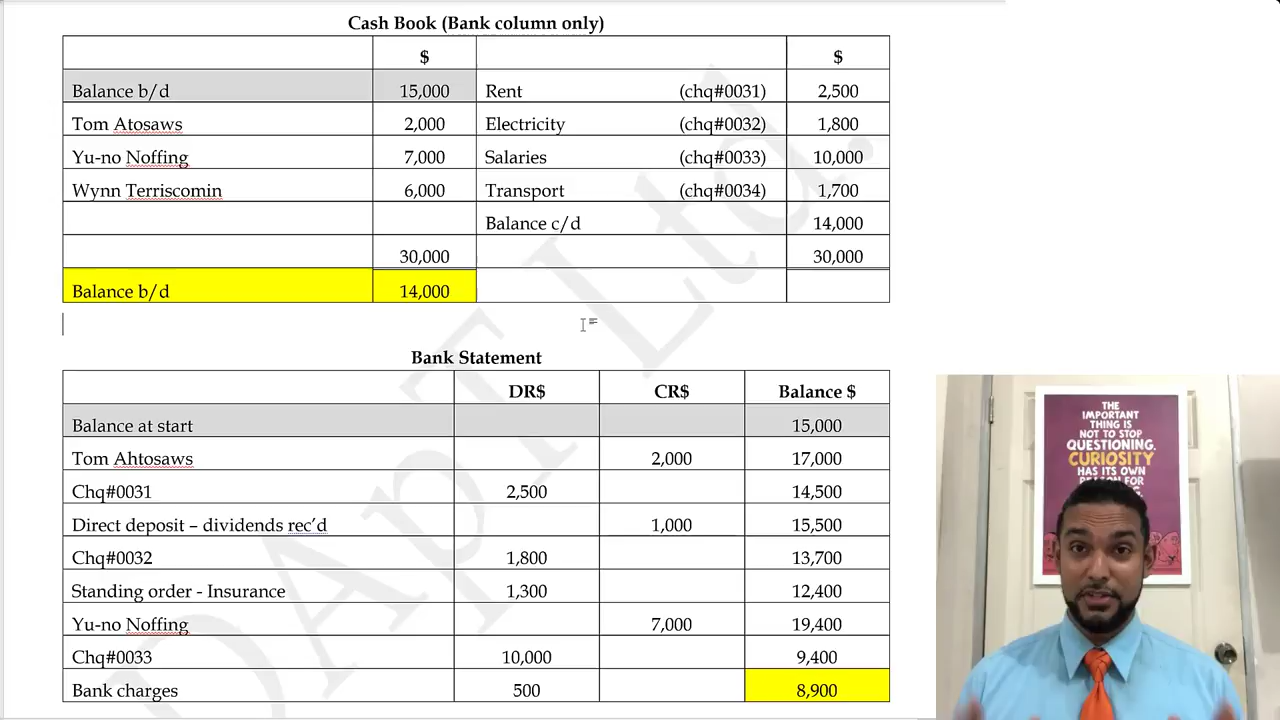 Cash Book (Bank column only)
$ $
Balance b/d 15,000 Rent (chq#0031) 2,500
Tom Atosaws 2,000 Electricity (chq#0032) 1,800
Yu-no Noffing 7,000 Salaries (chq#0033) 10,000
Wynn Terriscomin 6,000 Transport (chq#0034) 1,700
Balance c/d 14,000
30,000 30,000
Balance b/d 14,000
Bank Statement
DR$ CR$ Balance $
Balance at start 15,000
Tom Ahtosaws 2,000 17,000
Chq#0031 2,500 14,500
Direct deposit – dividends rec’d 1,000 15,500
Chq#0032 1,800 13,700
Standing order - Insurance 1,300 12,400
Yu-no Noffing 7,000 19,400
Chq#0033 10,000 9,400
Bank charges 500 8,900
DApT Ltd.
THE
IMPORTANT
THING IS
NOT TO STOP
QUESTIONING.
CURIOSITY
HAS ITS OWN
FOR